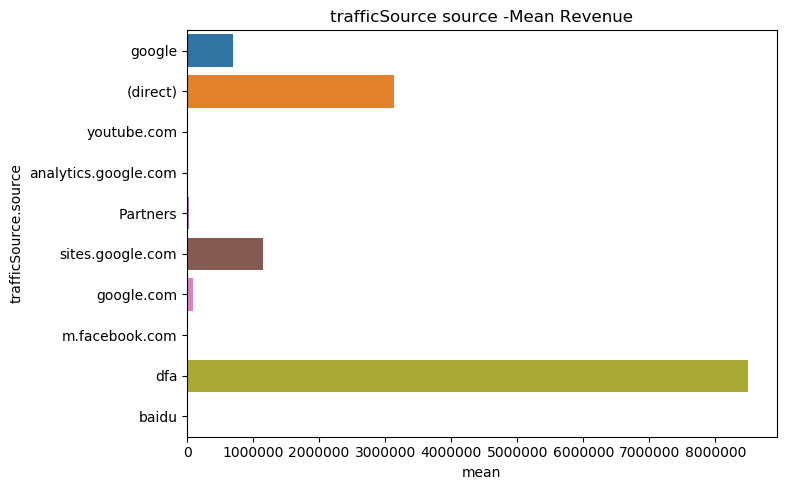 trafficSource source -Mean Revenue
google
(direct)
youtube.com
analytics.google.com
Partners
sites.google.com
google.com
m.facebook.com
dfa
baidu
trafficSource.source
0 1000000 2000000 3000000 4000000 5000000 6000000 7000000 8000000
mean